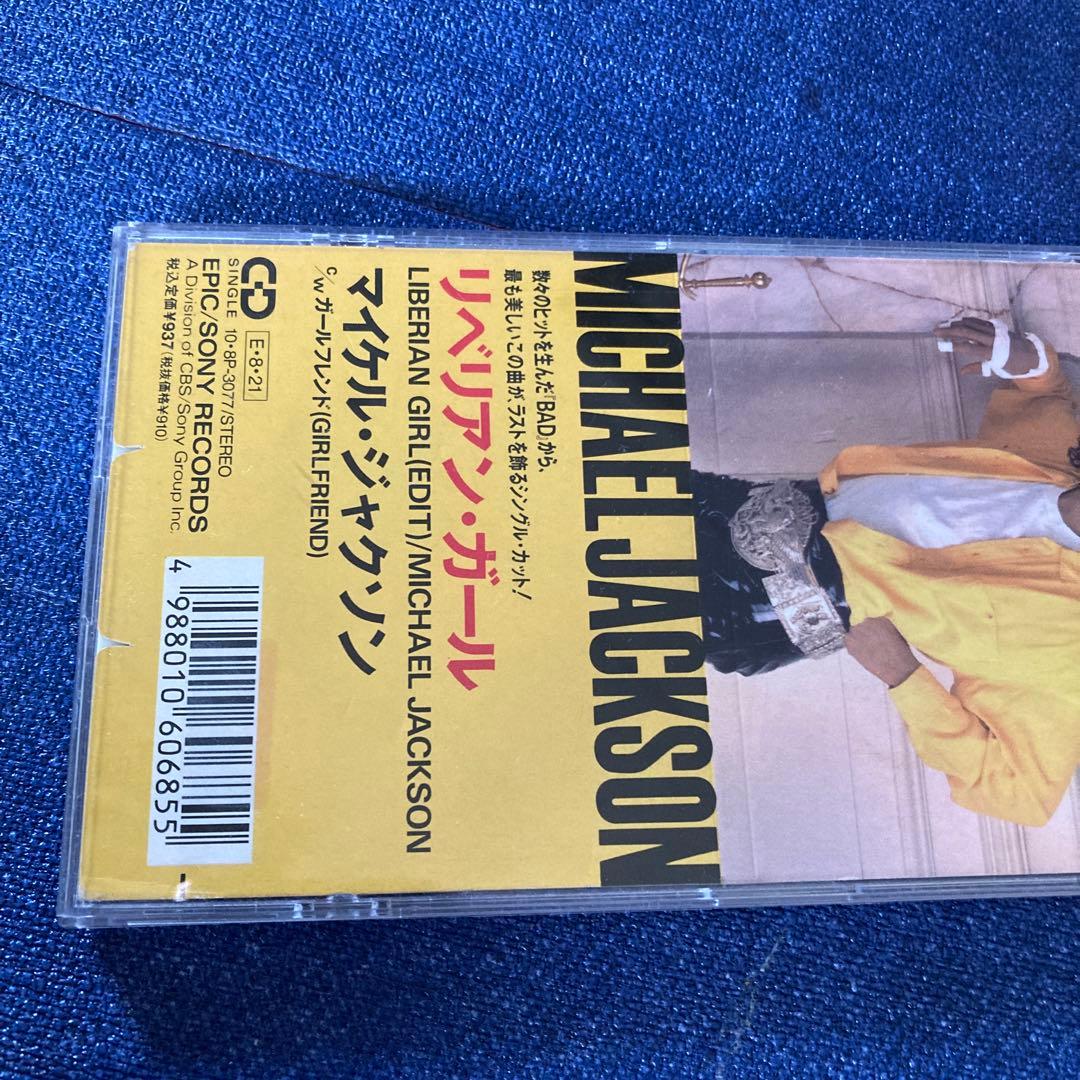 MICHAEL JACKSON
数々のヒットを生んだ『BAD』から、
最も美しいこの曲が、ラストを飾るシングル・カット!
リベリアン・ガール
LIBERIAN GIRL(EDIT)/MICHAEL JACKSON
マイケル・ジャクソン
c/w ガールフレンド(GIRLFRIEND)
CD E・8・21
SINGLE 10・8P-3077/STEREO
EPIC/SONY RECORDS
A Division of CBS/Sony Group Inc.
税込定価¥937(税抜価格¥910)
4 988010 606855